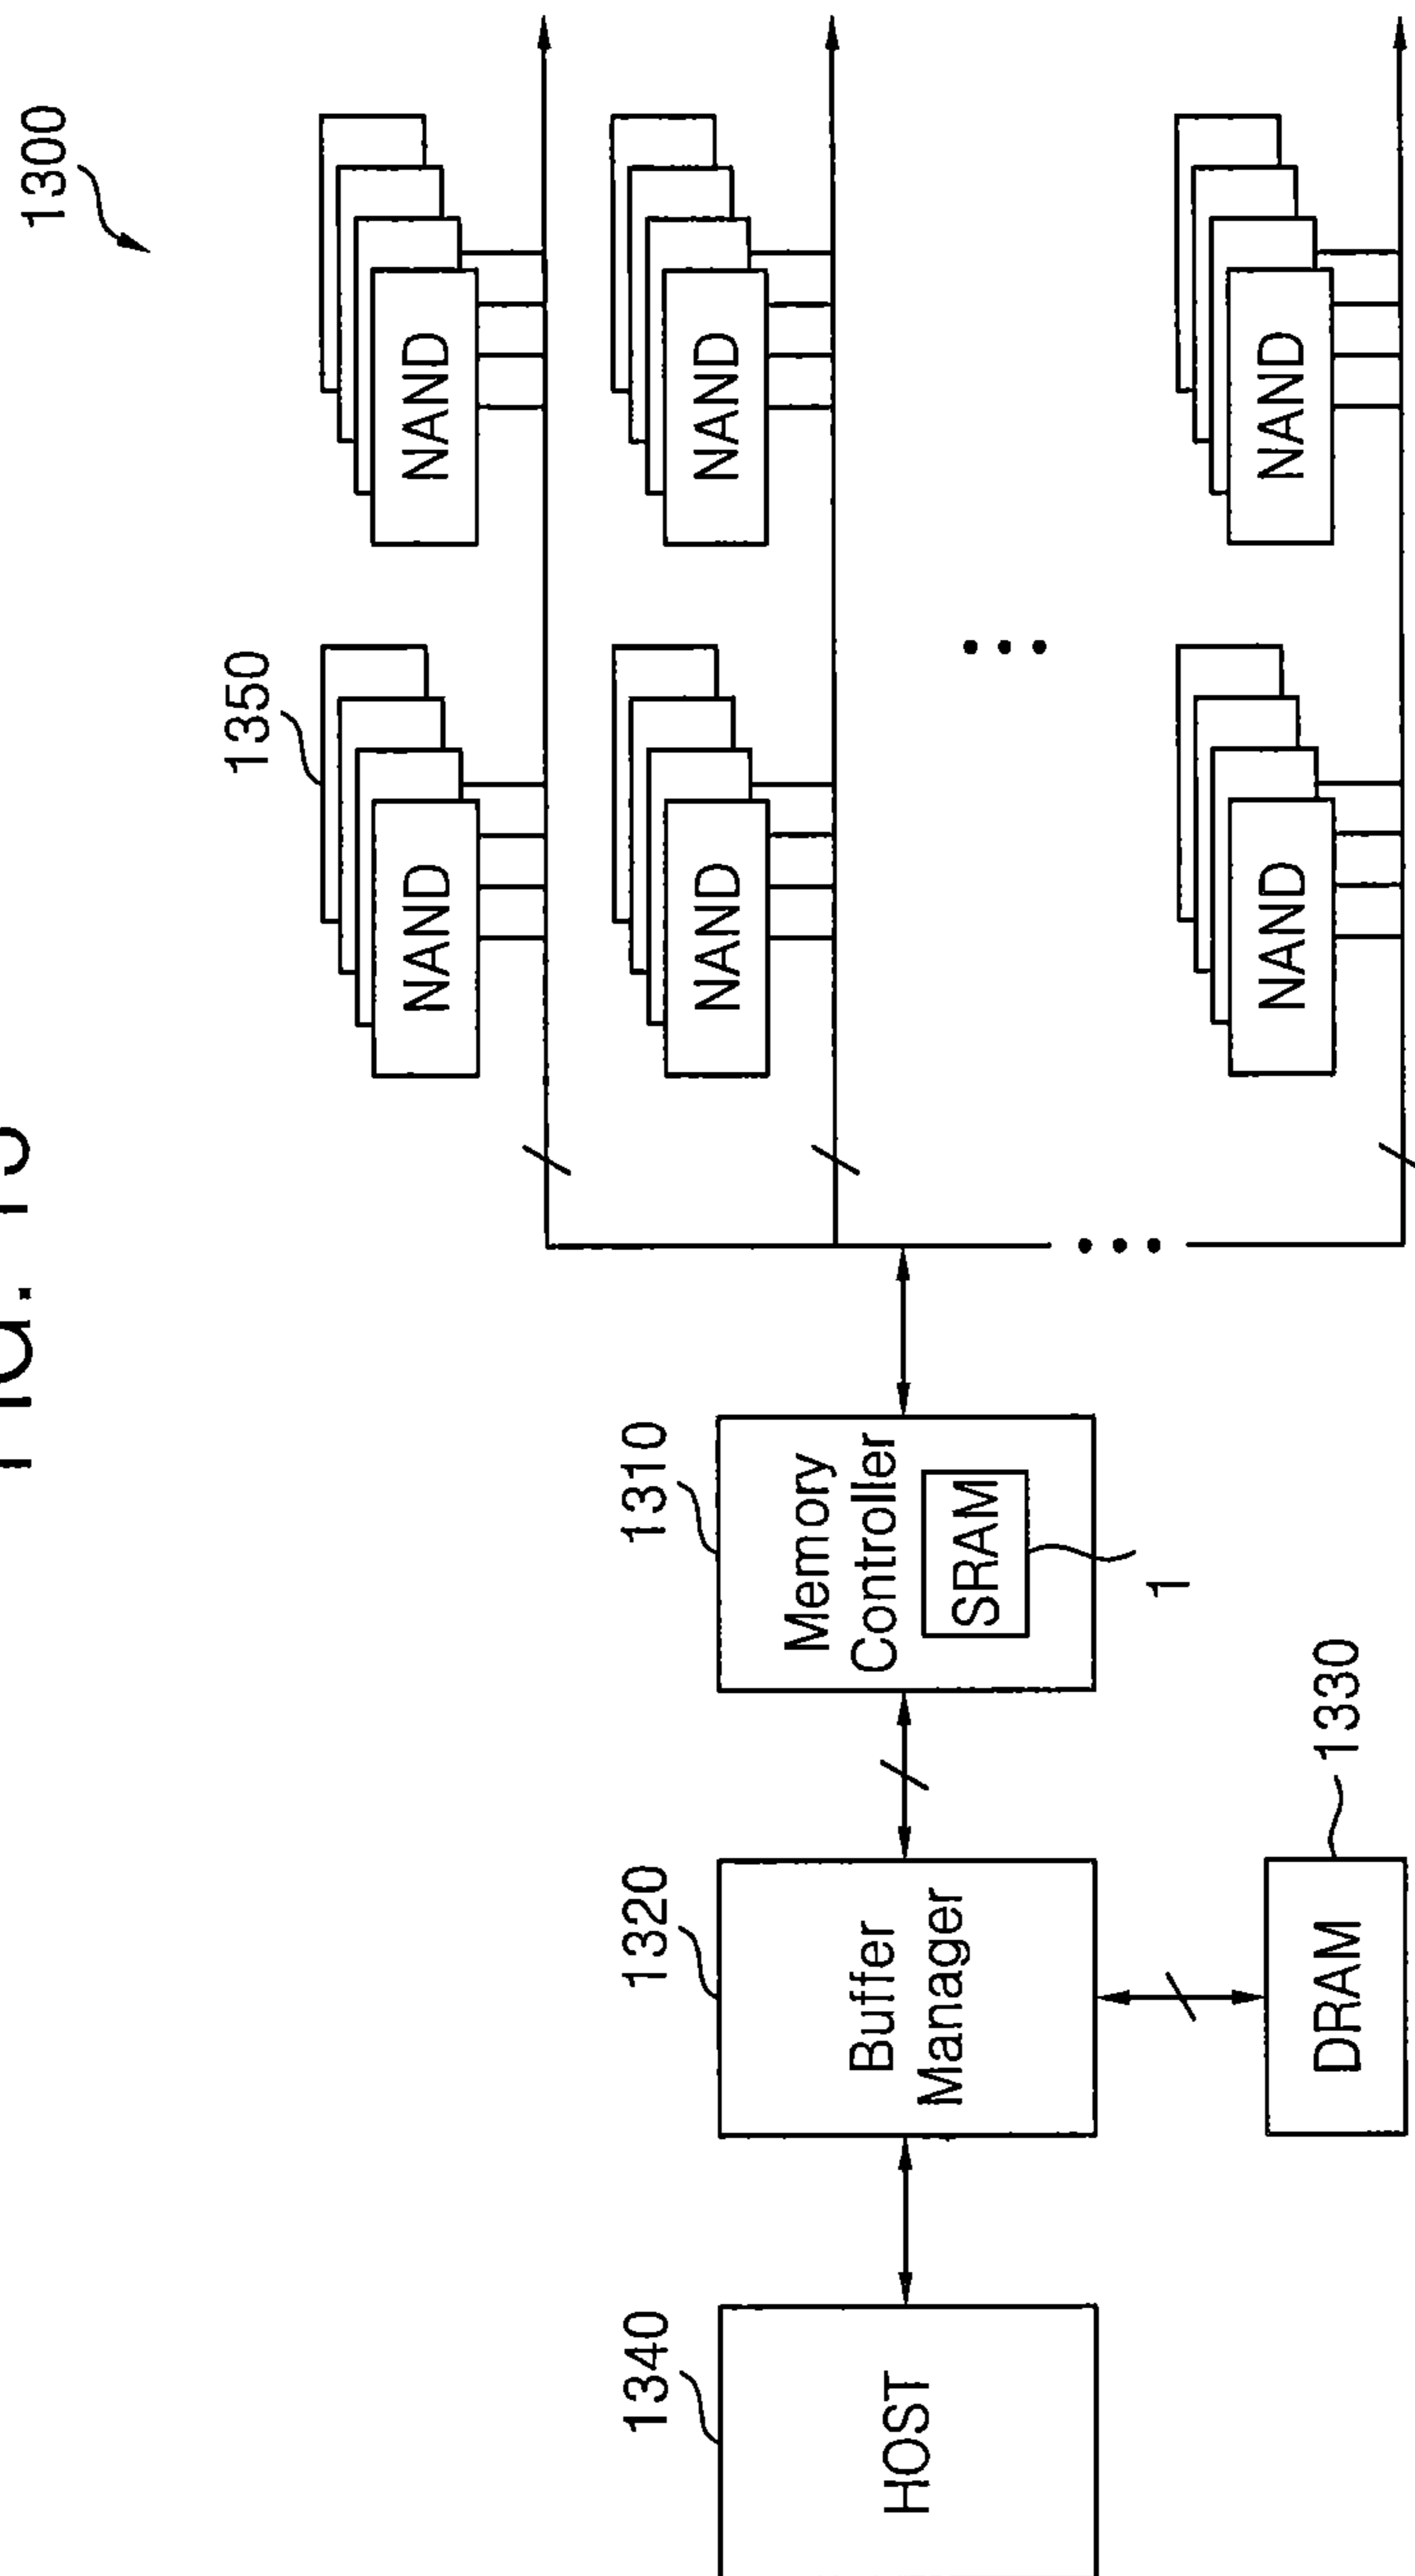 FIG.
1300
1350
NAND
NAND
1340
1320
1310
NAND
NAND
HOST
Buffer
Manager
Memory
Controller
SRAM
1
NAND
NAND
DRAM
1330